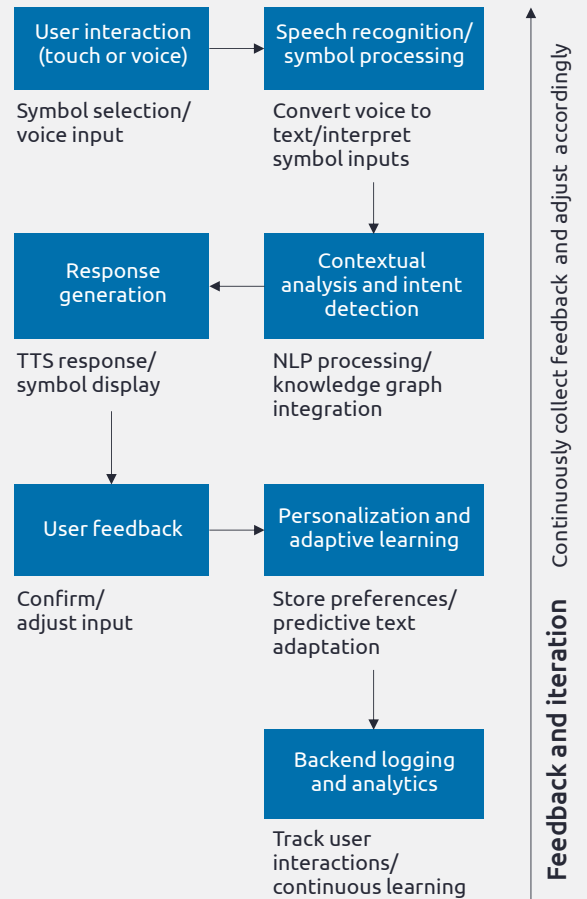 User interaction
(touch or voice)
Symbol selection/
voice input
Speech recognition/
symbol processing
Convert voice to
text/interpret
symbol inputs
Contextual
analysis and intent
detection
NLP processing/
knowledge graph
integration
Response
generation
TTS response/
symbol display
User feedback
Confirm/
adjust input
Personalization and
adaptive learning
Store preferences/
predictive text
adaptation
Backend logging
and analytics
Track user
interactions/
continuous learning
Feedback and iteration Continuously collect feedback and adjust accordingly